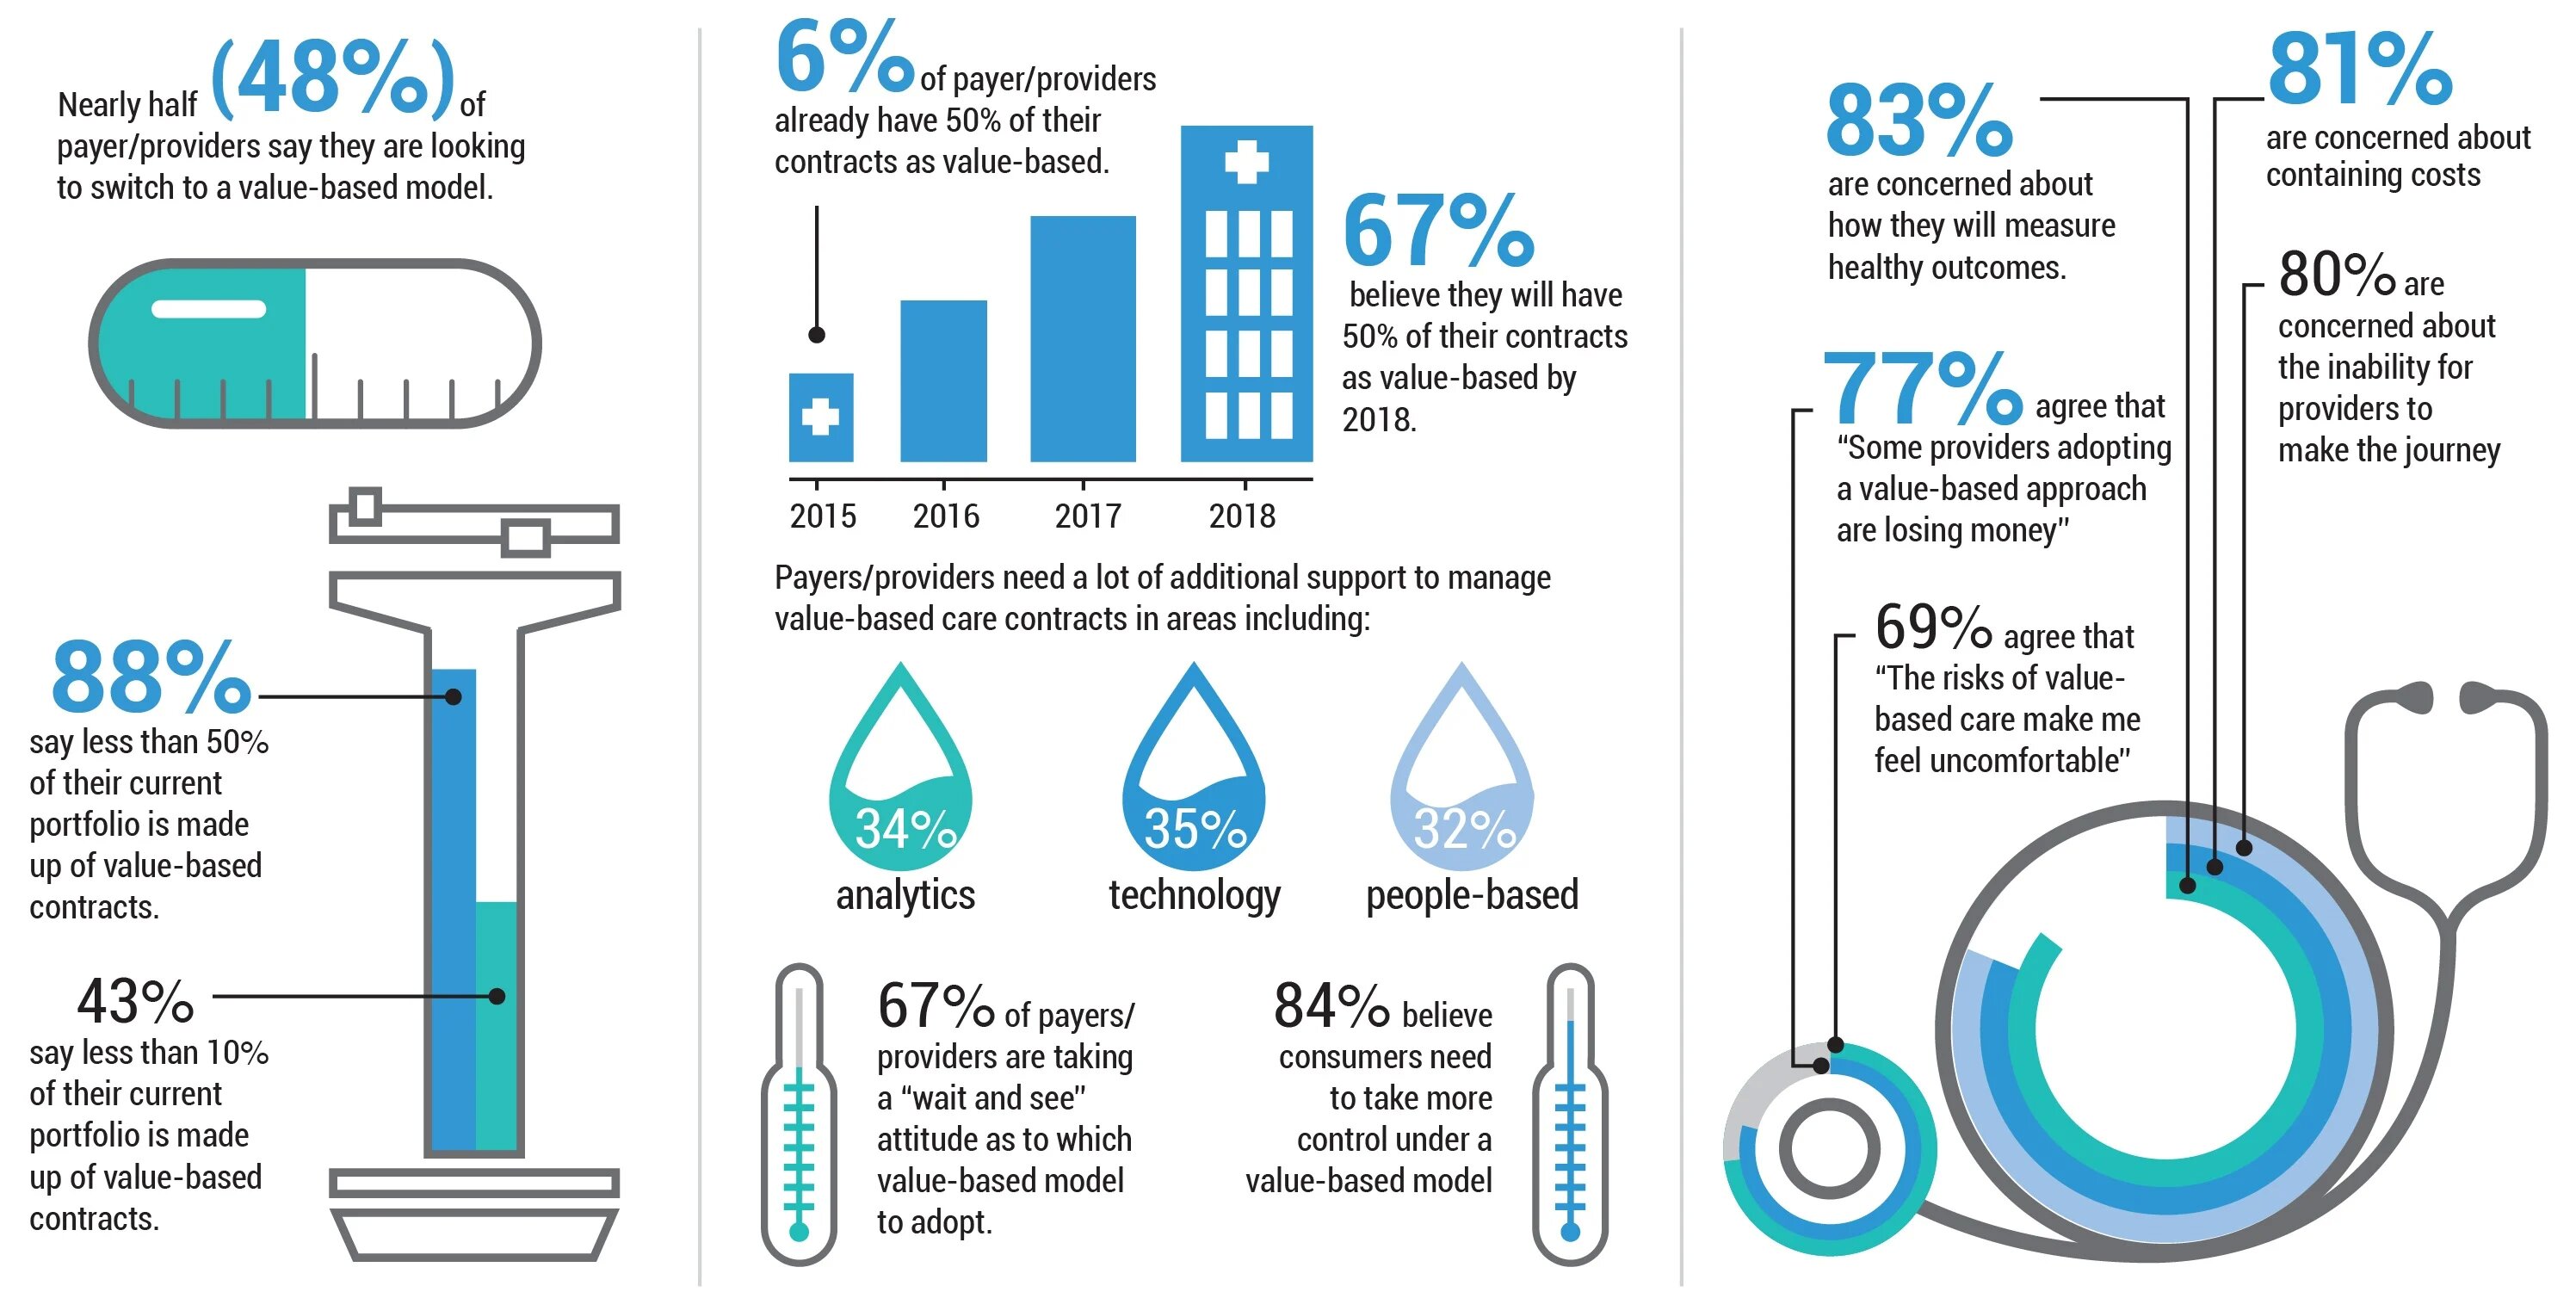 Nearly half (48%) of
payer/providers say they are looking
to switch to a value-based model.
88%
say less than 50%
of their current
portfolio is made
up of value-based
contracts.
43%
say less than 10%
of their current
portfolio is made
up of value-based
contracts.
6% of payer/providers
already have 50% of their
contracts as value-based.
67%
believe they will have
50% of their contracts
as value-based by
2018.
2015 2016 2017 2018
Payers/providers need a lot of additional support to manage
value-based care contracts in areas including:
34%
analytics
35%
technology
32%
people-based
67% of payers/
providers are taking
a “wait and see”
attitude as to which
value-based model
to adopt.
84% believe
consumers need
to take more
control under a
value-based model
83%
are concerned about
how they will measure
healthy outcomes.
81%
are concerned about
containing costs
80% are
concerned about
the inability for
providers to
make the journey
77% agree that
“Some providers adopting
a value-based approach
are losing money”
69% agree that
“The risks of value-
based care make me
feel uncomfortable”